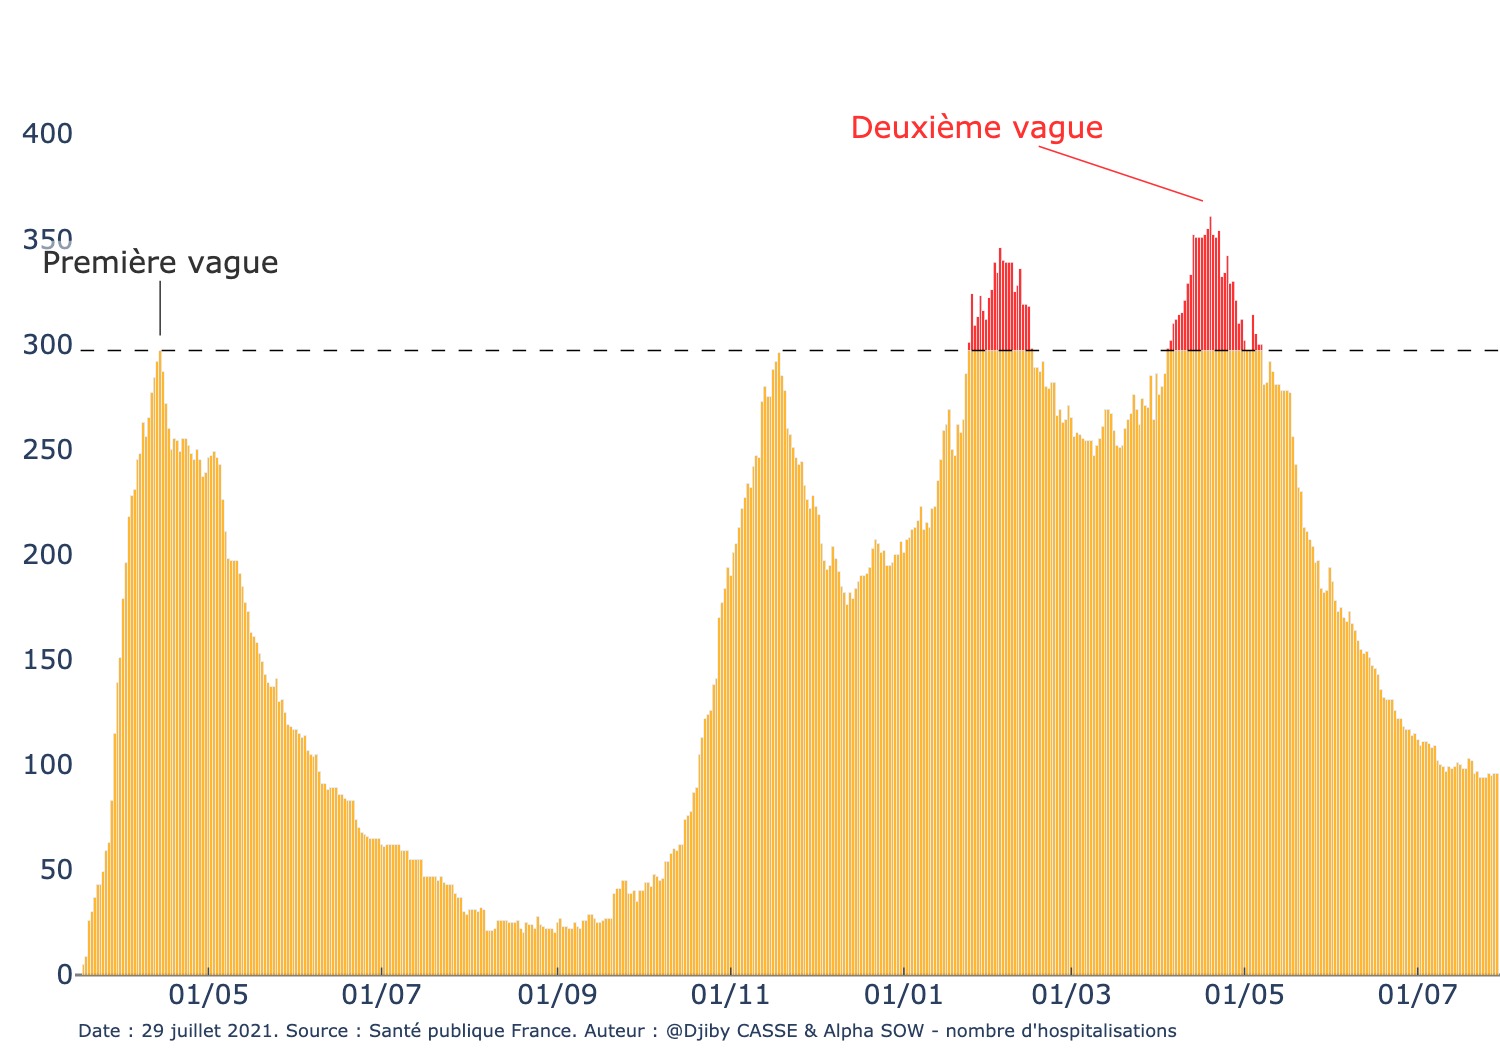 400
Deuxième vague
350
Première vague
300
250
200
150
100
50
0
01/05 01/07 01/09 01/11 01/01 01/03 01/05 01/07
Date : 29 juillet 2021. Source : Santé publique France. Auteur : @Djiby CASSE & Alpha SOW - nombre d'hospitalisations